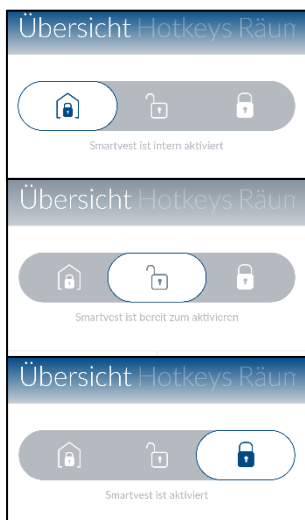 Übersicht Hotkeys Räum
Smartvest ist intern aktiviert
Übersicht Hotkeys Räum
Smartvest ist bereit zum aktivieren
Übersicht Hotkeys Räum
Smartvest ist aktiviert